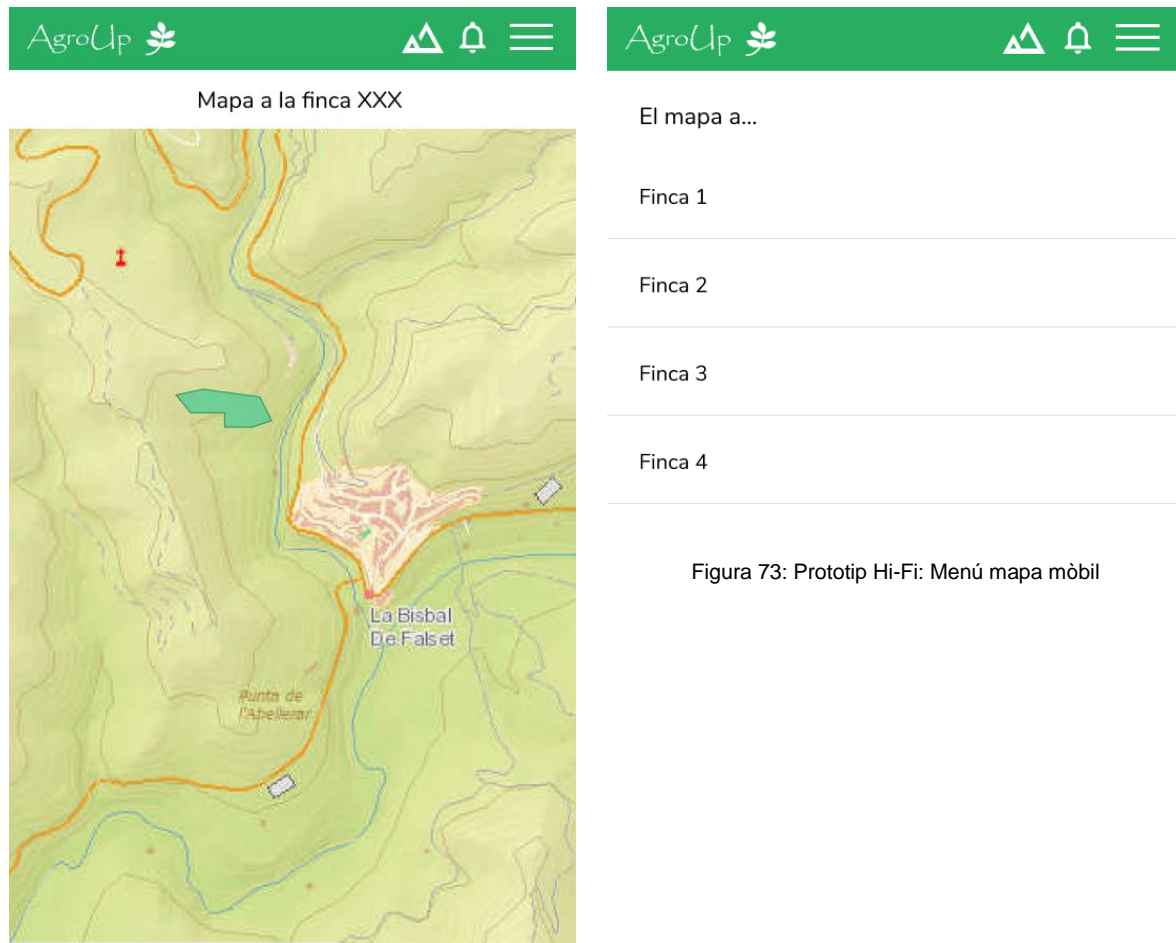 AgroUp
Mapa a la finca XXX
La Bisbal
De Falset
Punta de
l'Abellerar
AgroUp
El mapa a...
Finca 1
Finca 2
Finca 3
Finca 4
Figura 73: Prototip Hi-Fi: Menú mapa mòbil